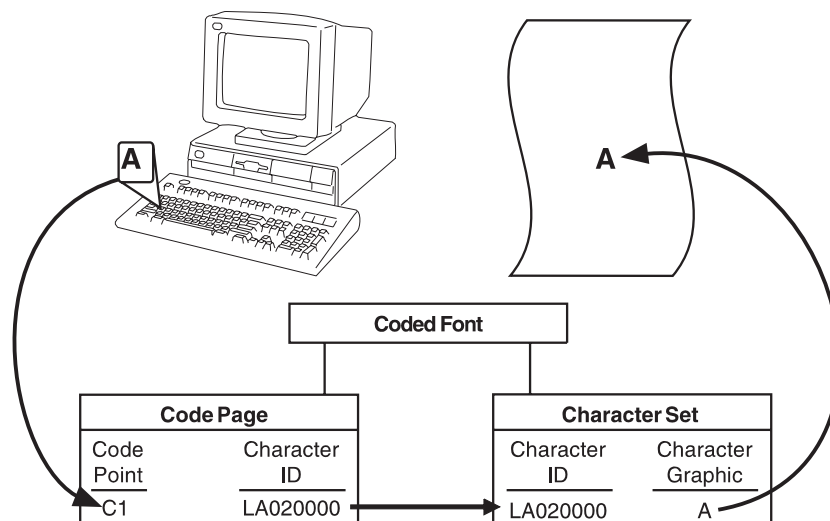 A
A
Coded Font
Code Page
Code Character
Point ID
C1 LA020000
Character Set
Character Character
ID Graphic
LA020000 A